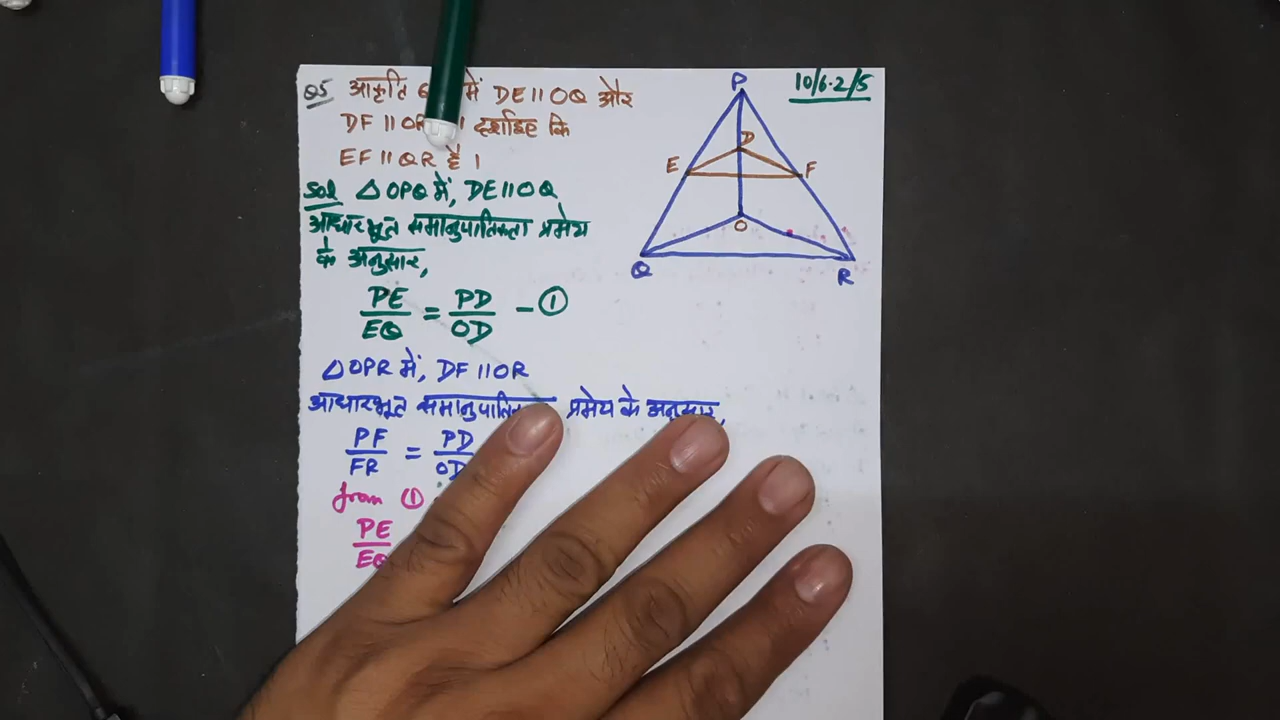 Q5 आकृति 6 में DE || OQ और
DF || OR दर्शाइए कि
EF || QR है ।
Sol △OPQ में, DE || OQ
आधारभूत समानुपातिकता प्रमेय
के अनुसार,
PE/EQ = PD/OD - ①
△OPR में, DF || OR
आधारभूत प्रमेय के अनुसार,
PF/FR = PD/OD
from ①
PE/EQ
10/6.2/5
P
D
E F
O
Q R